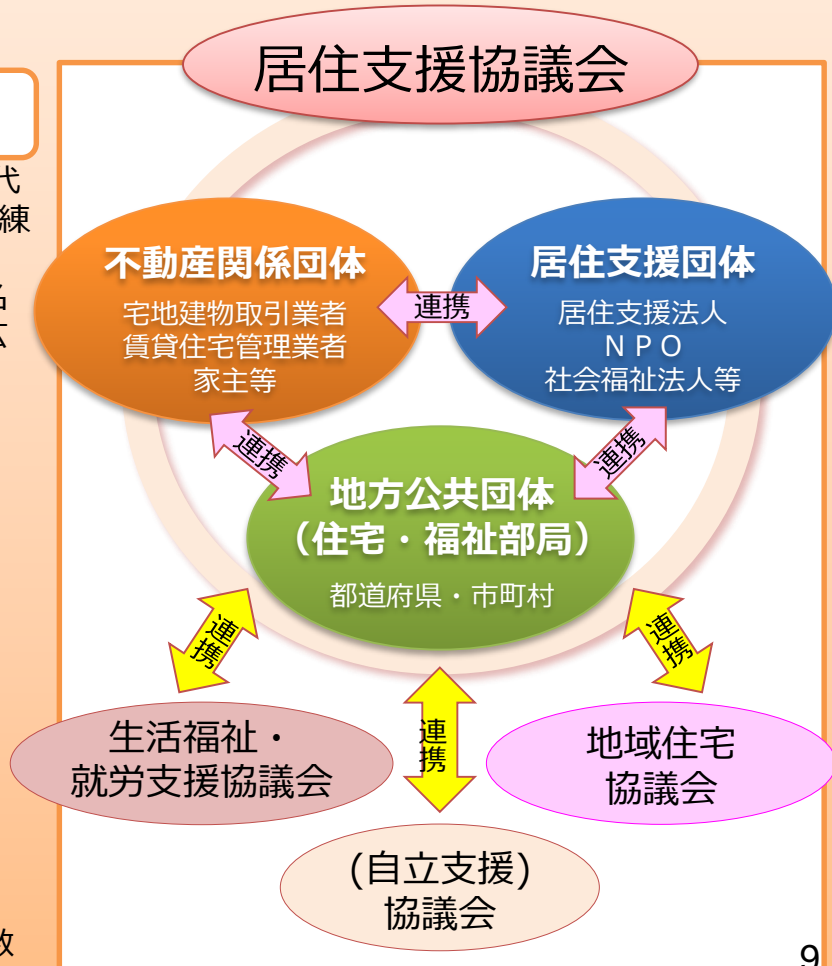 居住支援協議会
代
練
不動産関係団体
宅地建物取引業者
賃貸住宅管理業者
家主等
連携
居住支援団体
居住支援法人
ＮＰＯ
社会福祉法人等
連携
連携
地方公共団体
（住宅・福祉部局）
都道府県・市町村
連携
連携
連携
生活福祉・
就労支援協議会
地域住宅
協議会
(自立支援)
協議会
9